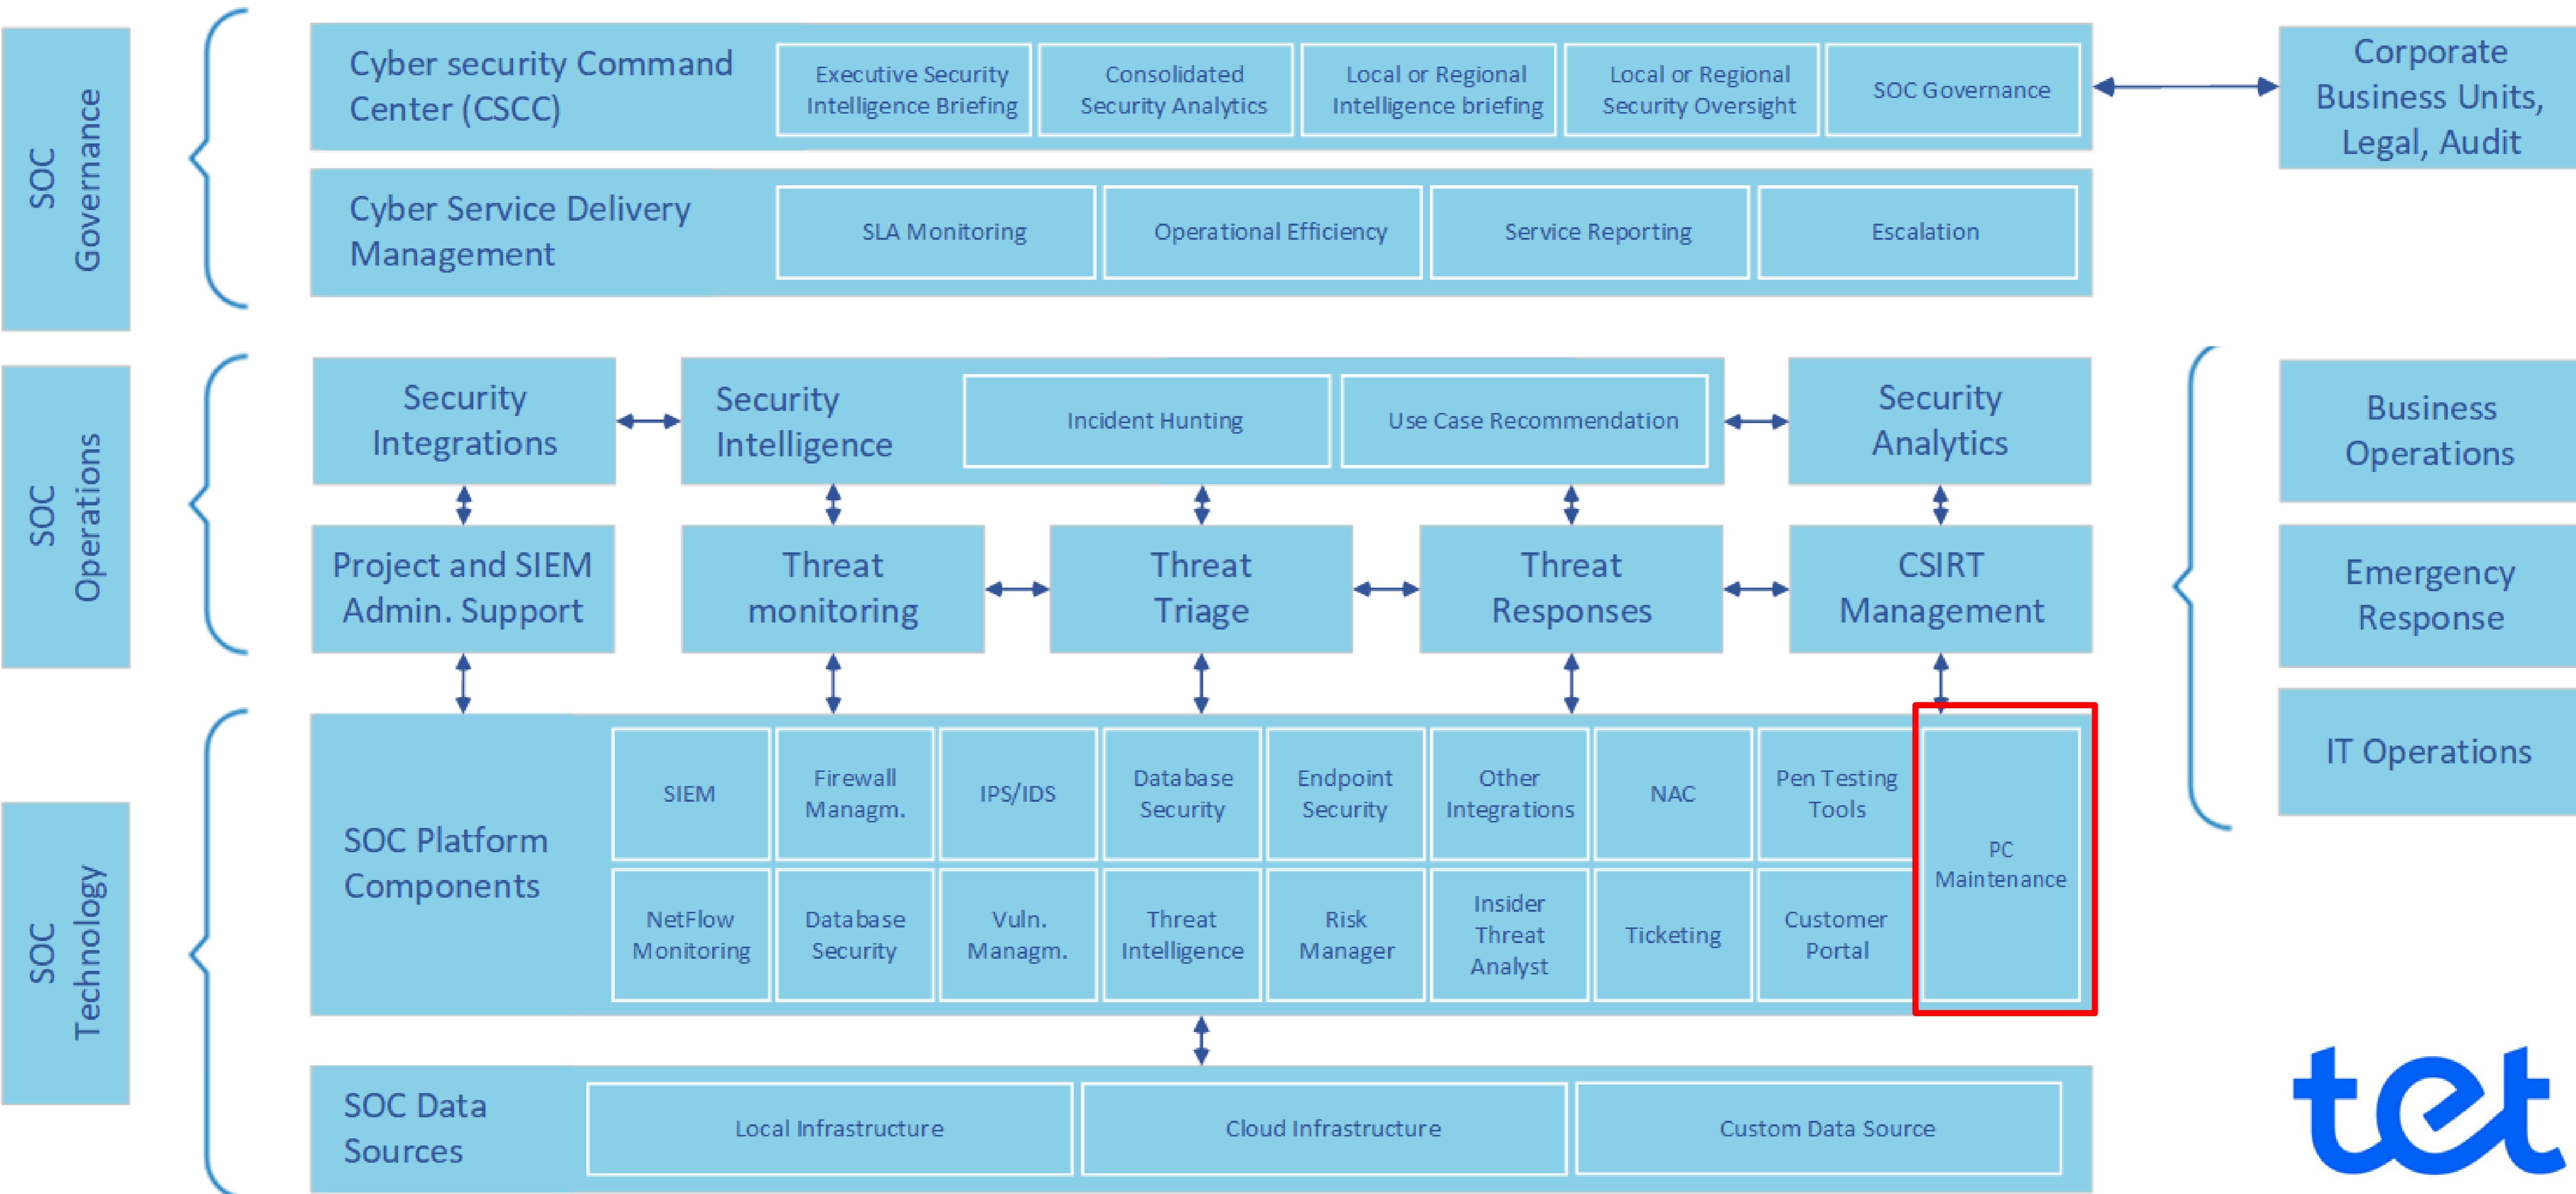 SOC
Governance
Cyber security Command
Center (CSCC)
Executive Security
Intelligence Briefing
Consolidated
Security Analytics
Local or Regional
Intelligence briefing
Local or Regional
Security Oversight
SOC Governance
Corporate
Business Units,
Legal, Audit
Cyber Service Delivery
Management
SLA Monitoring
Operational Efficiency
Service Reporting
Escalation
SOC
Operations
Security
Integrations
Security
Intelligence
Incident Hunting
Use Case Recommendation
Security
Analytics
Project and SIEM
Admin. Support
Threat
monitoring
Threat
Triage
Threat
Responses
CSIRT
Management
Business
Operations
Emergency
Response
IT Operations
SOC
Technology
SOC Platform
Components
SIEM
Firewall
Managm.
IPS/IDS
Database
Security
Endpoint
Security
Other
Integrations
NAC
Pen Testing
Tools
PC
Maintenance
NetFlow
Monitoring
Database
Security
Vuln.
Managm.
Threat
Intelligence
Risk
Manager
Insider
Threat
Analyst
Ticketing
Customer
Portal
SOC Data
Sources
Local Infrastructure
Cloud Infrastructure
Custom Data Source
tet